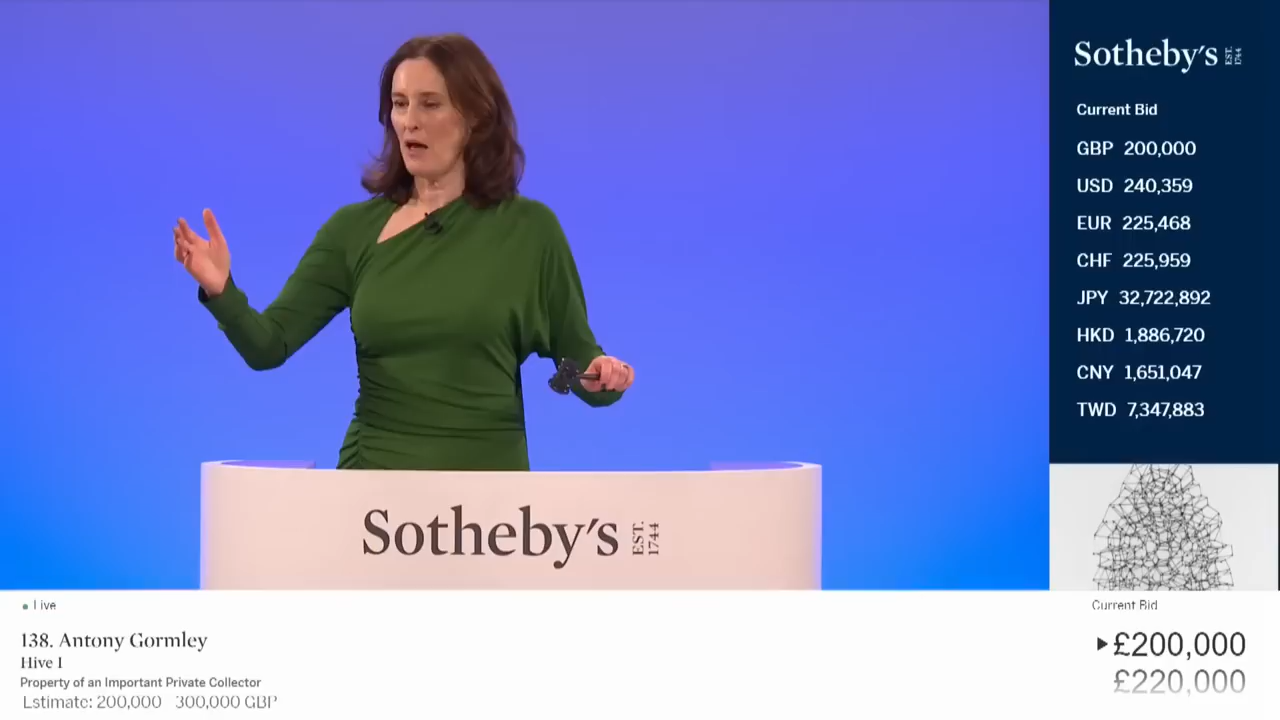 Sotheby's EST. 1744
Current Bid
GBP 200,000
USD 240,359
EUR 225,468
CHF 225,959
JPY 32,722,892
HKD 1,886,720
CNY 1,651,047
TWD 7,347,883
Sotheby's EST. 1744
Live
138. Antony Gormley
Hive I
Property of an Important Private Collector
Estimate: 200,000 300,000 GBP
Current Bid
£200,000
£220,000